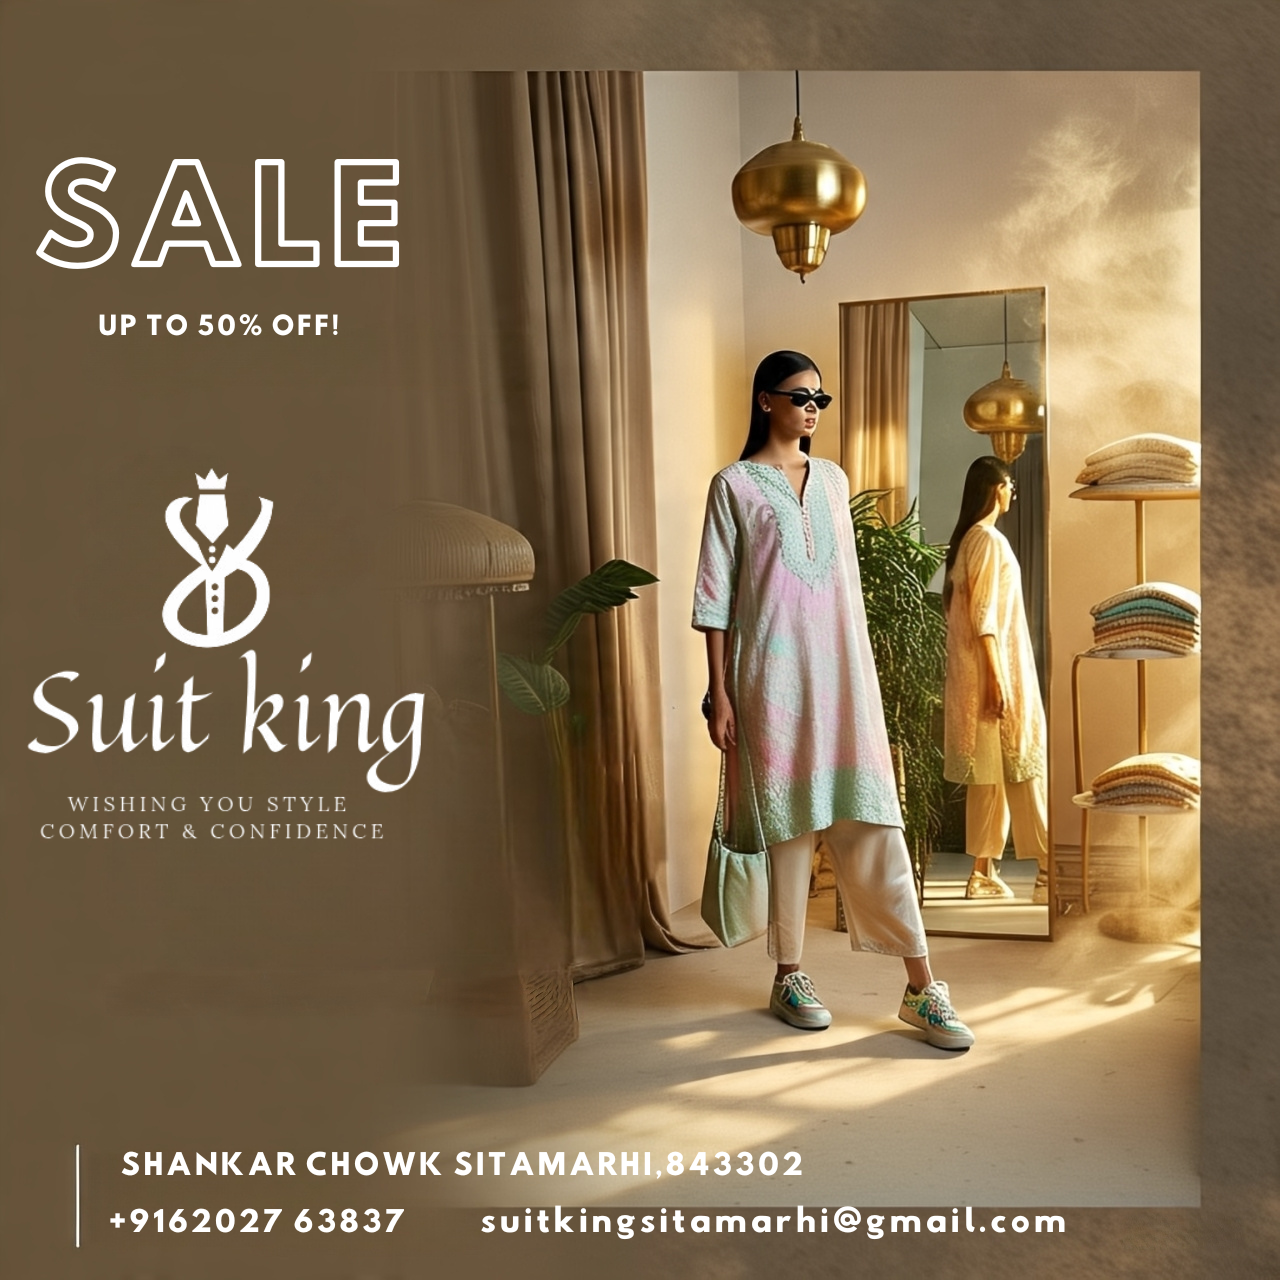 SALE
UP TO 50% OFF!
Suit king
WISHING YOU STYLE
COMFORT & CONFIDENCE
SHANKAR CHOWK SITAMARHI,843302
+9162027 63837 suitkingsitamarhi@gmail.com